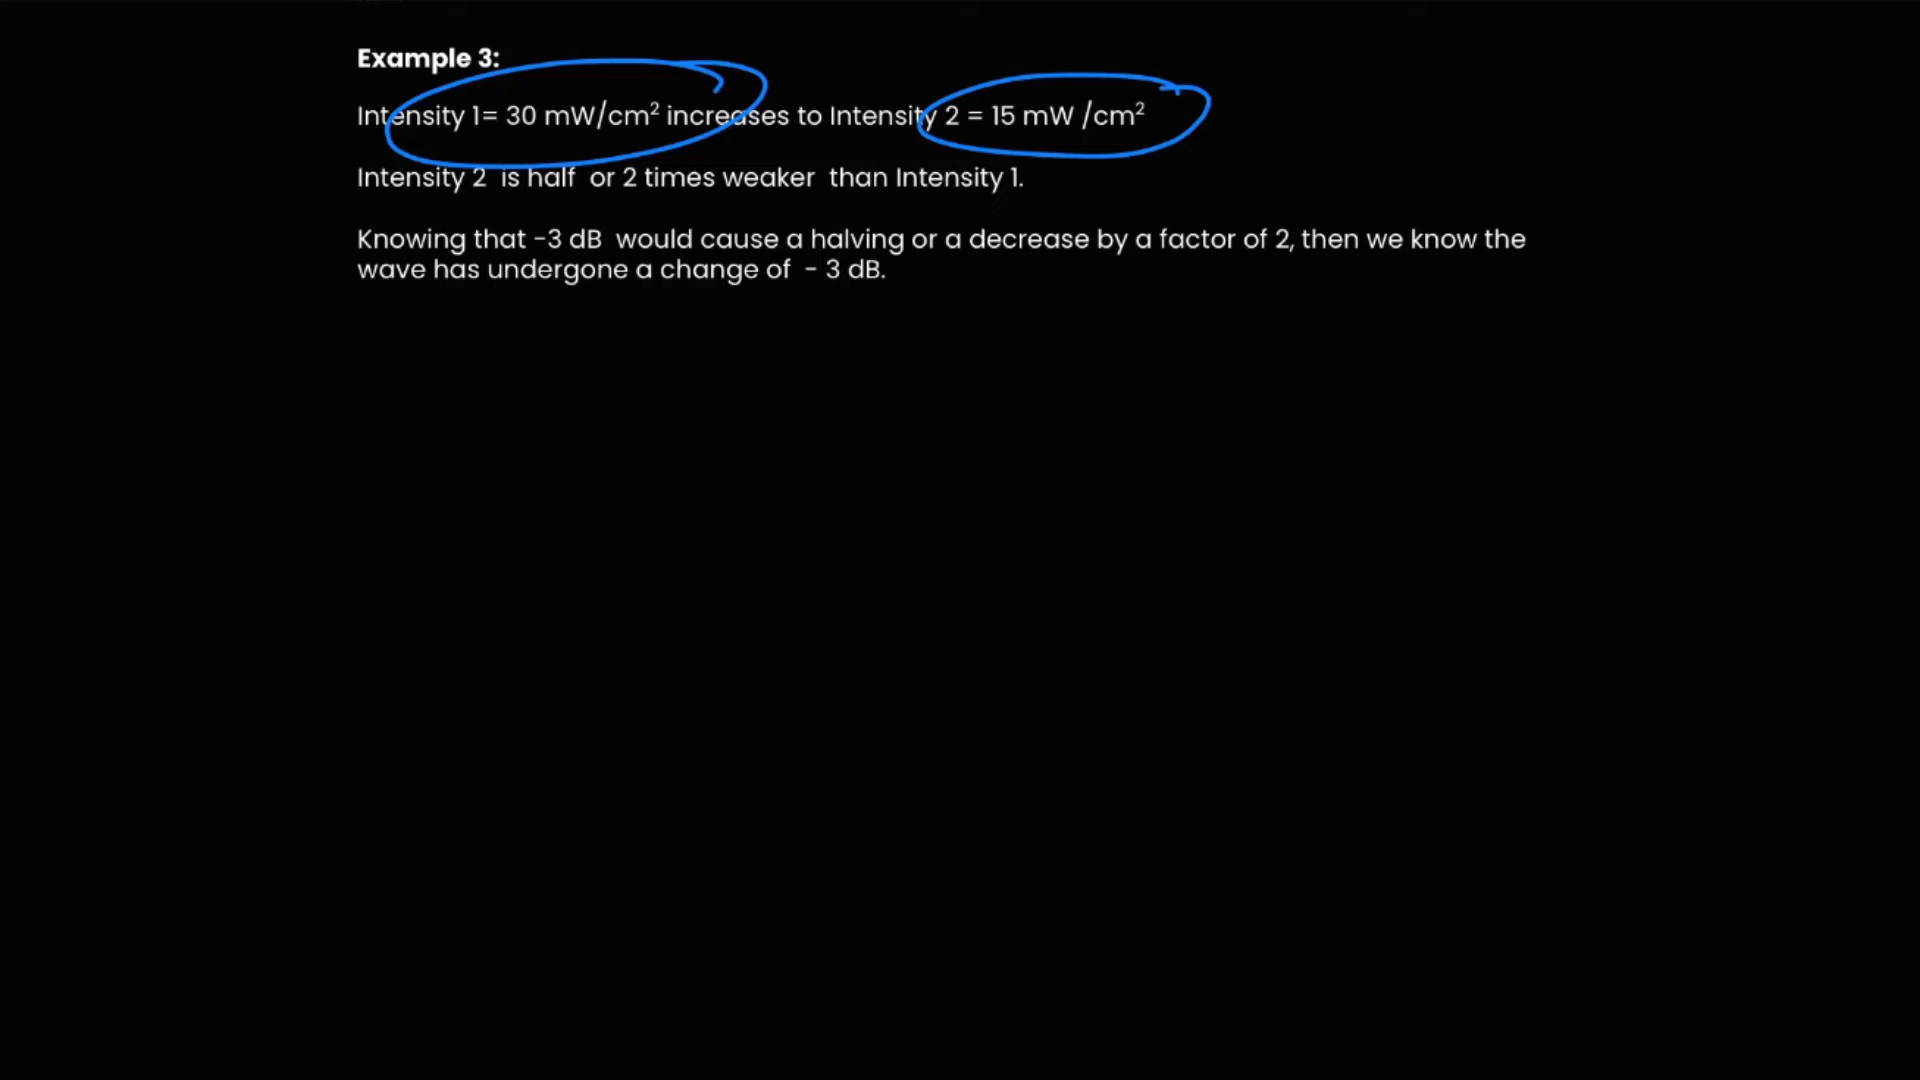 Example 3:
Intensity 1= 30 mW/cm² increases to Intensity 2 = 15 mW /cm²
Intensity 2  is half  or 2 times weaker  than Intensity 1.
Knowing that -3 dB  would cause a halving or a decrease by a factor of 2, then we know the
wave has undergone a change of  - 3 dB.